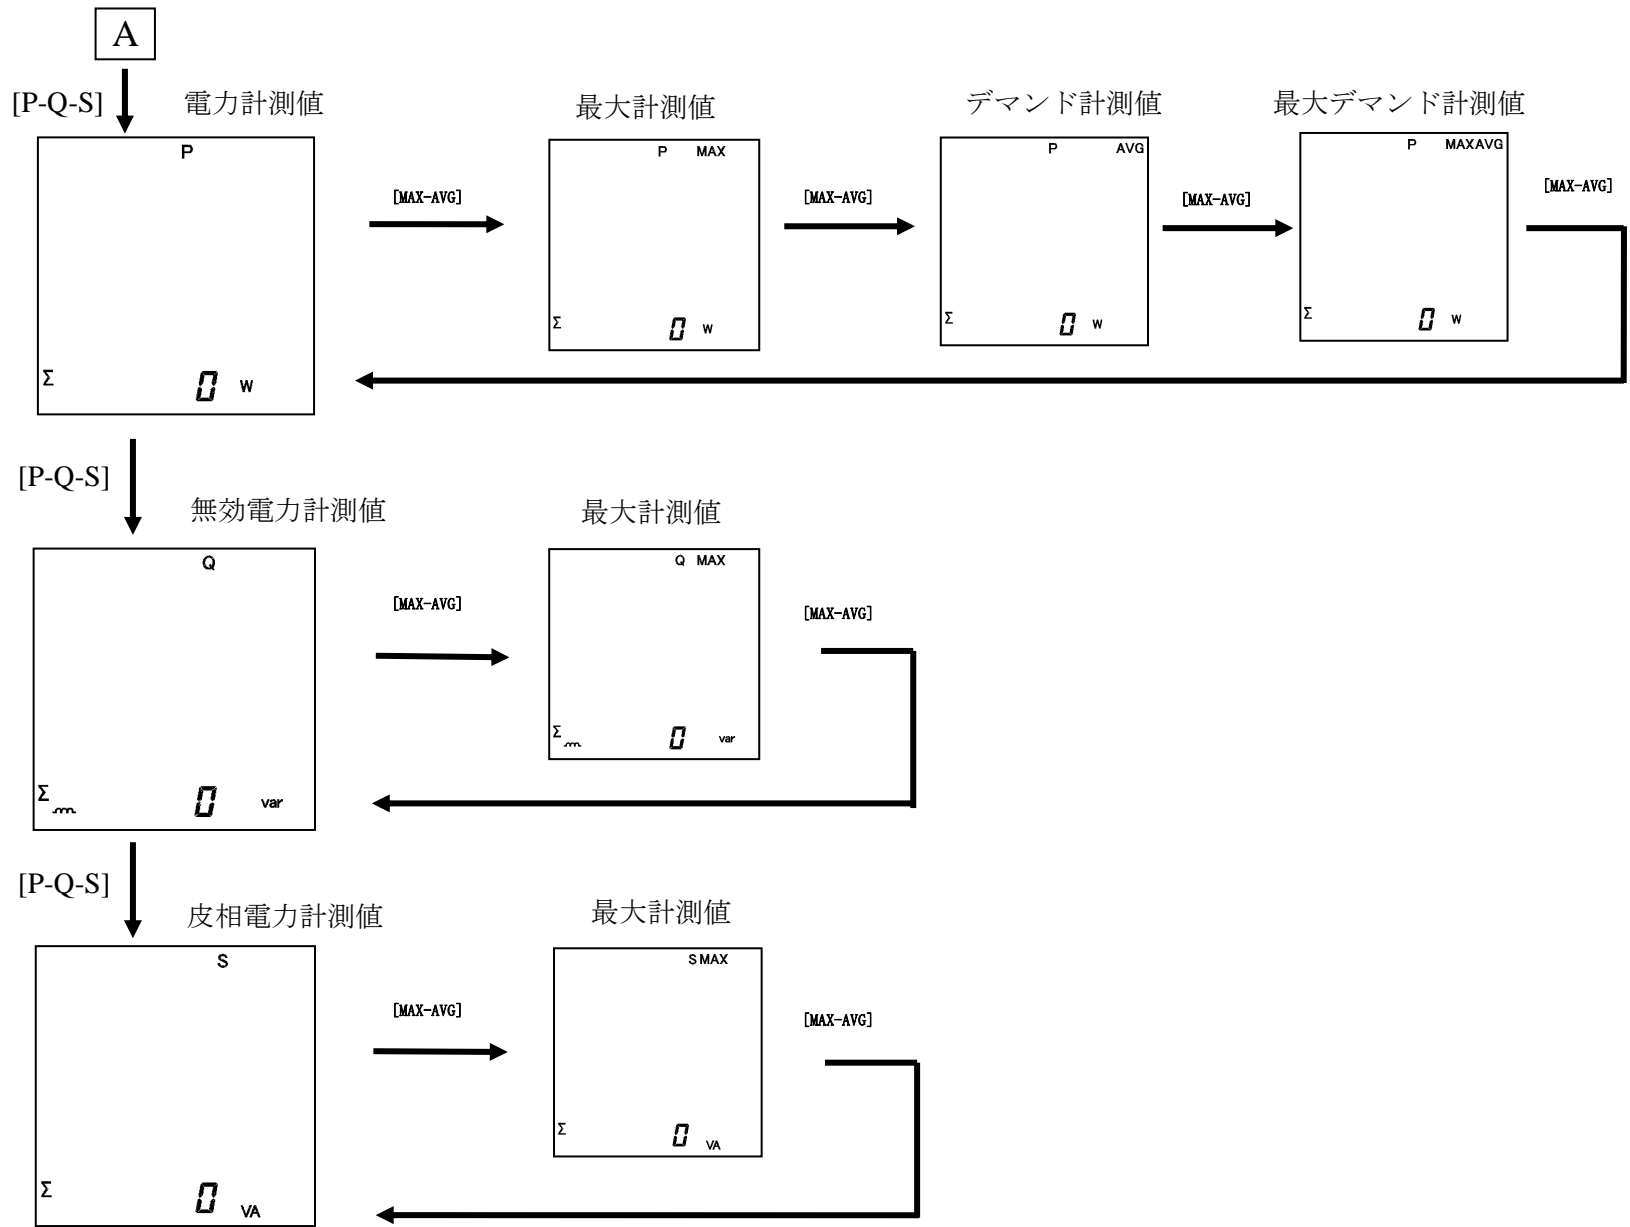 A
[P-Q-S]
電力計測値
最大計測値
デマンド計測値
最大デマンド計測値
P
Σ 0 W
[MAX-AVG]
P MAX
Σ 0 W
[MAX-AVG]
P AVG
Σ 0 W
[MAX-AVG]
P MAXAVG
Σ 0 W
[MAX-AVG]
[P-Q-S]
無効電力計測値
最大計測値
Q
Σ 0 var
[MAX-AVG]
Q MAX
Σ 0 var
[MAX-AVG]
[P-Q-S]
皮相電力計測値
最大計測値
S
Σ 0 VA
[MAX-AVG]
S MAX
Σ 0 VA
[MAX-AVG]